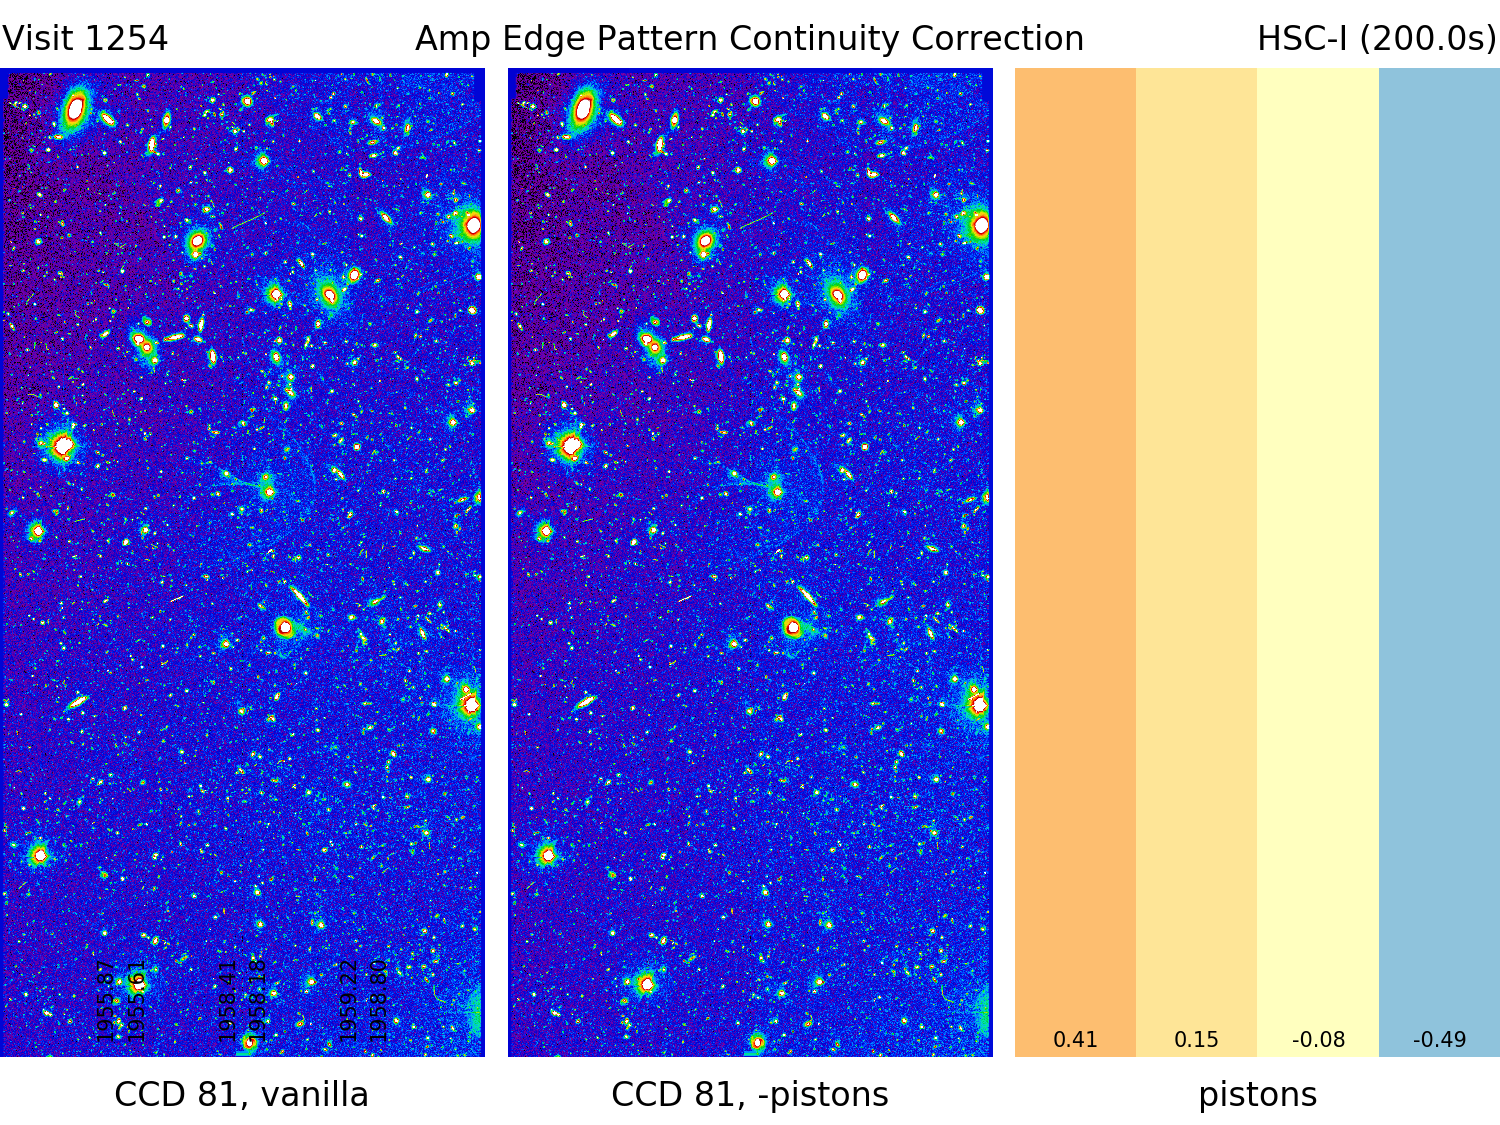 Visit 1254
Amp Edge Pattern Continuity Correction
HSC-I (200.0s)
1955.87
1955.61
1958.41
1958.18
1959.22
1958.80
0.41
0.15
-0.08
-0.49
CCD 81, vanilla
CCD 81, -pistons
pistons